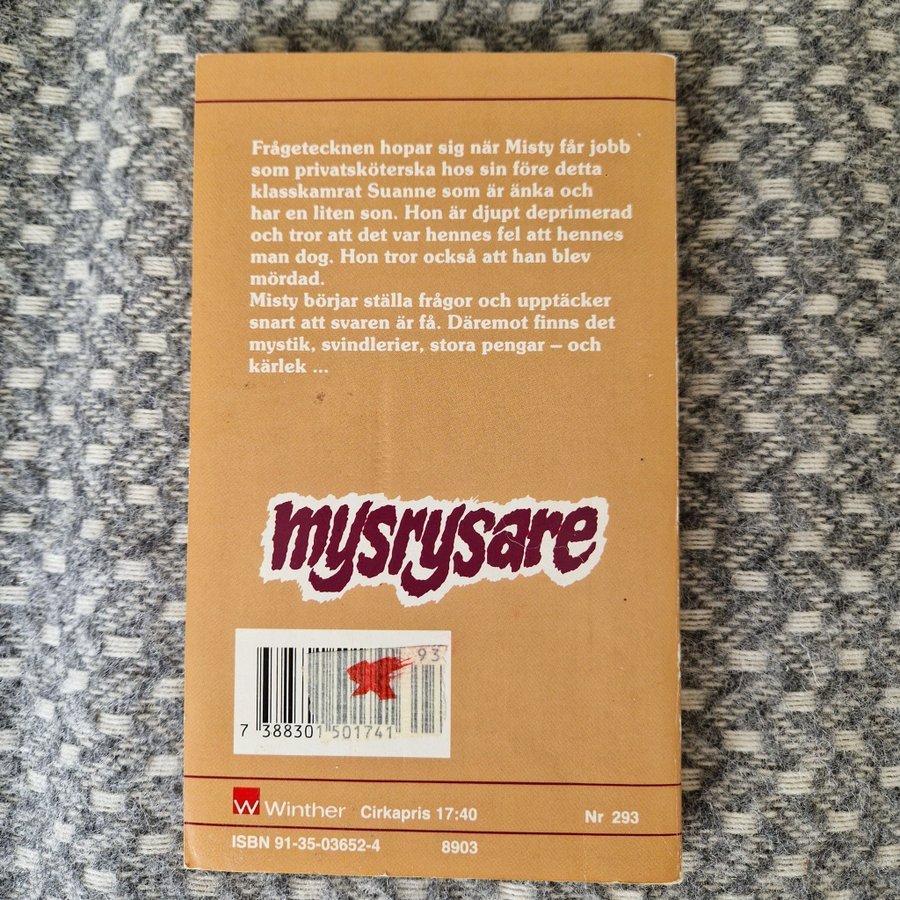 Frågetecknen hopar sig när Misty får jobb
som privatsköterska hos sin före detta
klasskamrat Suanne som är änka och
har en liten son. Hon är djupt deprimerad
och tror att det var hennes fel att hennes
man dog. Hon tror också att han blev
mördad.
Misty börjar ställa frågor och upptäcker
snart att svaren är få. Däremot finns det
mystik, svindlerier, stora pengar – och
kärlek ...
mysrysare
93
7 388301 501741
W Winther Cirkapris 17:40 Nr 293
ISBN 91-35-03652-4 8903